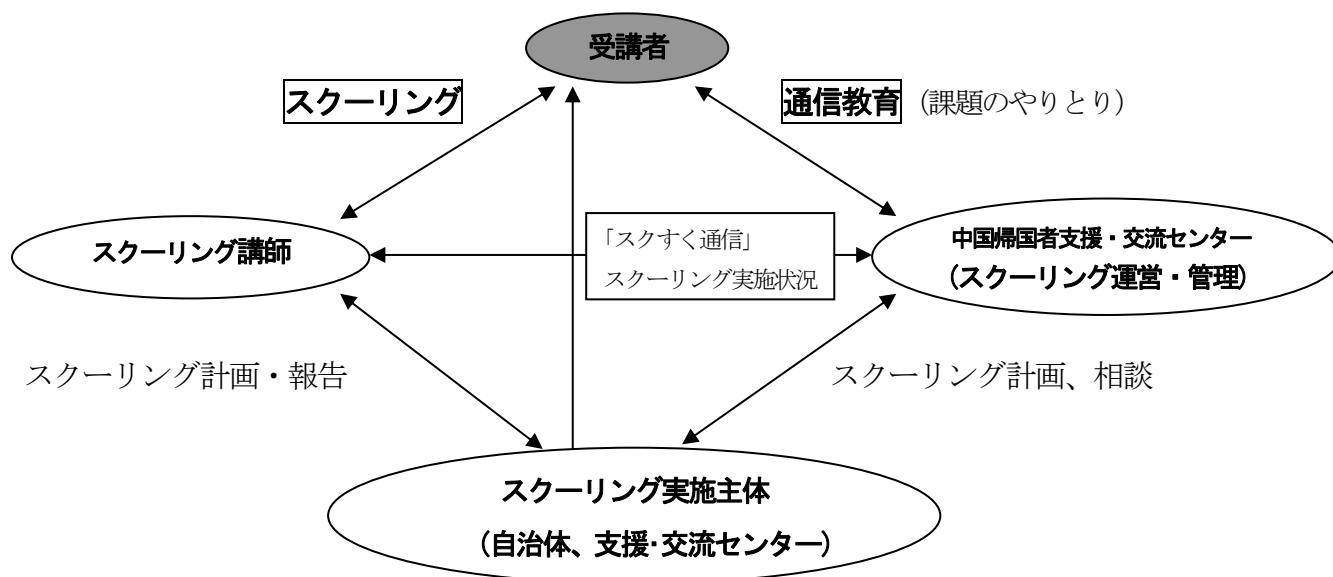 受講者
スクーリング
通信教育 (課題のやりとり)
「スクすく通信」
スクーリング実施状況
スクーリング講師
中国帰国者支援・交流センター
(スクーリング運営・管理)
スクーリング計画・報告
スクーリング計画、相談
スクーリング実施主体
(自治体、支援・交流センター)